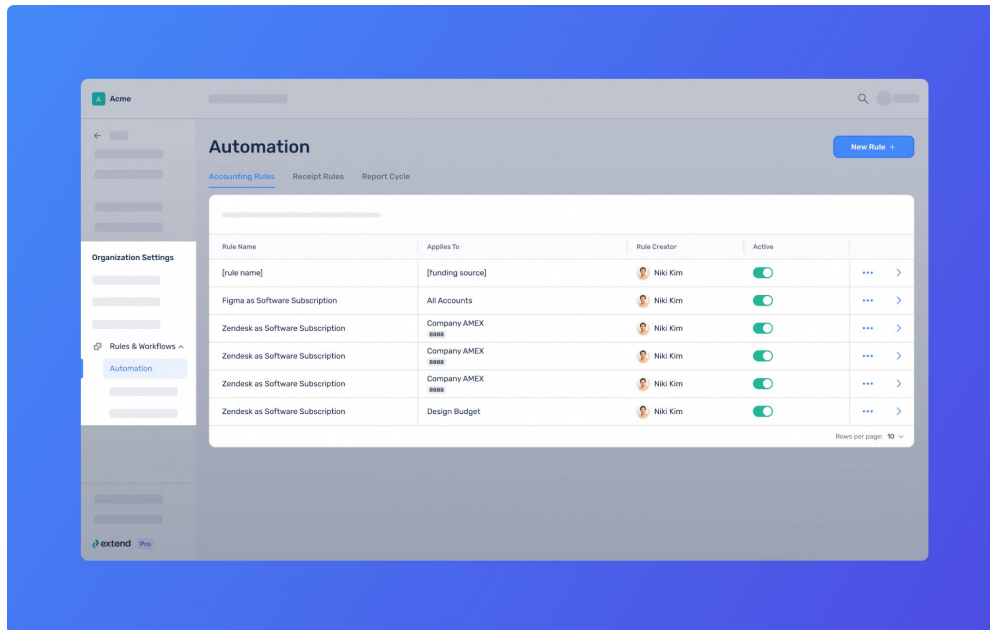 A Acme
Automation
New Rule +
Accounting Rules Receipt Rules Report Cycle
Organization Settings
Rules & Workflows
Automation
Rule Name Applies To Rule Creator Active
[rule name] [funding source] Niki Kim
Figma as Software Subscription All Accounts Niki Kim
Zendesk as Software Subscription Company AMEX 8888 Niki Kim
Zendesk as Software Subscription Company AMEX 8888 Niki Kim
Zendesk as Software Subscription Company AMEX 8888 Niki Kim
Zendesk as Software Subscription Design Budget Niki Kim
Rows per page: 10
extend Pro